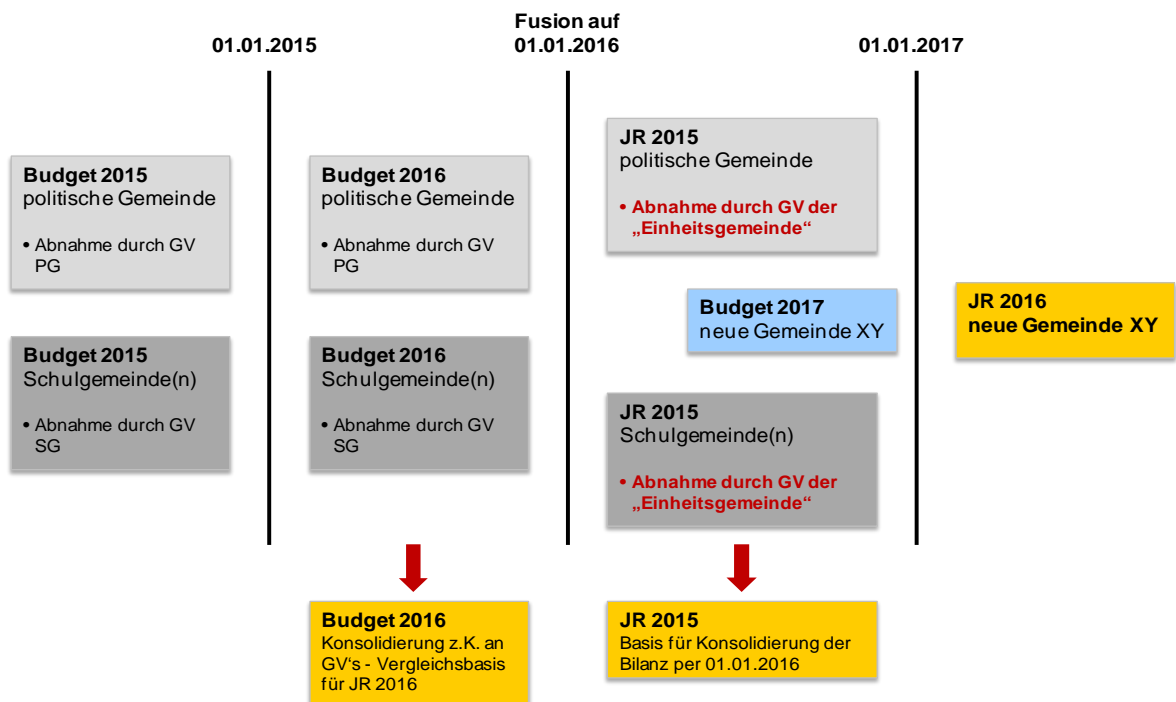 Fusion auf
01.01.2015
01.01.2016
01.01.2017
Budget 2015
politische Gemeinde
• Abnahme durch GV
PG
Budget 2015
Schulgemeinde(n)
• Abnahme durch GV
SG
Budget 2016
politische Gemeinde
• Abnahme durch GV
PG
Budget 2016
Schulgemeinde(n)
• Abnahme durch GV
SG
JR 2015
politische Gemeinde
• Abnahme durch GV der
„Einheitsgemeinde“
Budget 2017
neue Gemeinde XY
JR 2015
Schulgemeinde(n)
• Abnahme durch GV der
„Einheitsgemeinde“
JR 2016
neue Gemeinde XY
Budget 2016
Konsolidierung z.K. an
GV‘s - Vergleichsbasis
für JR 2016
JR 2015
Basis für Konsolidierung der
Bilanz per 01.01.2016